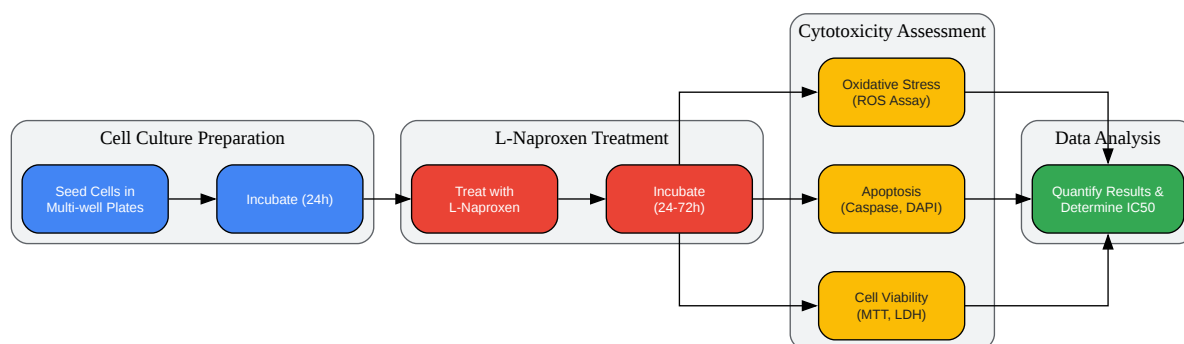 Cell Culture Preparation
Seed Cells in
Multi-well Plates
Incubate (24h)
L-Naproxen Treatment
Treat with
L-Naproxen
Incubate
(24-72h)
Cytotoxicity Assessment
Oxidative Stress
(ROS Assay)
Apoptosis
(Caspase, DAPI)
Cell Viability
(MTT, LDH)
Data Analysis
Quantify Results &
Determine IC50